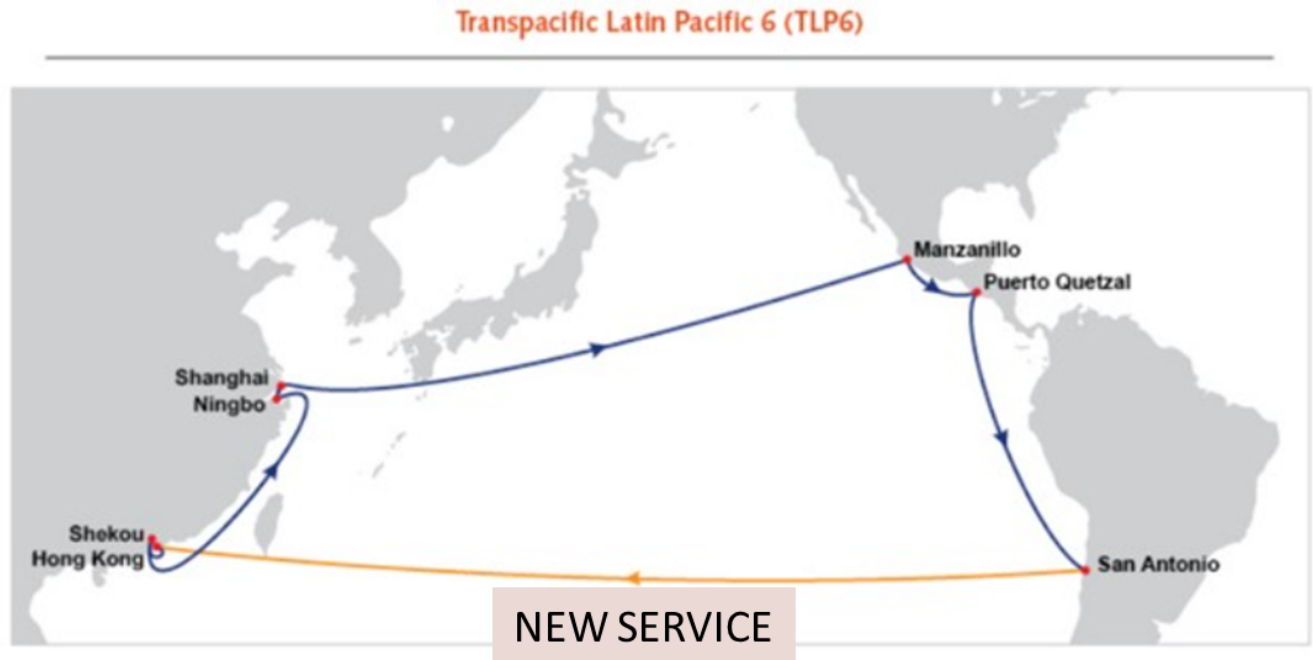 Transpacific Latin Pacific 6 (TLP6)
Manzanillo
Puerto Quetzal
Shanghai
Ningbo
Shekou
Hong Kong
San Antonio
NEW SERVICE